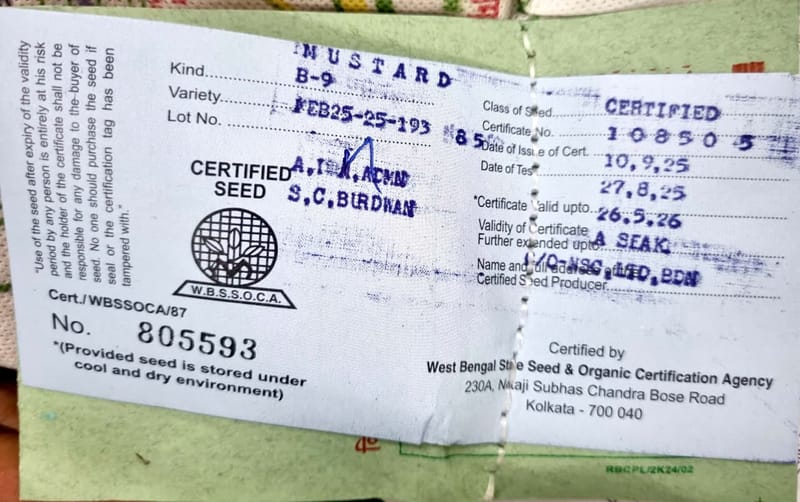 "Use of the seed after expiry of the validity
period by any person is entirely at his risk
and the holder of the certificate shall not be
responsible for any damage to the buyer of
seed. No one should purchase the seed if
seal or the certification tag has been
tampered with."
Kind MUSTARD
Variety B-9
Lot No. FEB25-25-193
CERTIFIED
SEED
S.C.BURDWAN
W.B.S.S.O.C.A.
Cert./WBSSOCA/87
No. 805593
*(Provided seed is stored under
cool and dry environment)
Class of Seed CERTIFIED
Certificate No. 108505
Date of Issue of Cert. 10,9,25
Date of Test 27,8,25
*Certificate Valid upto 26.5.26
Validity of Certificate
Further extended upto
Name and full address
Certified Seed Producer
A SEAK
C/O-NSC,LTD,BDN
Certified by
West Bengal State Seed & Organic Certification Agency
230A, Netaji Subhas Chandra Bose Road
Kolkata - 700 040
RBCPL/2K24/02